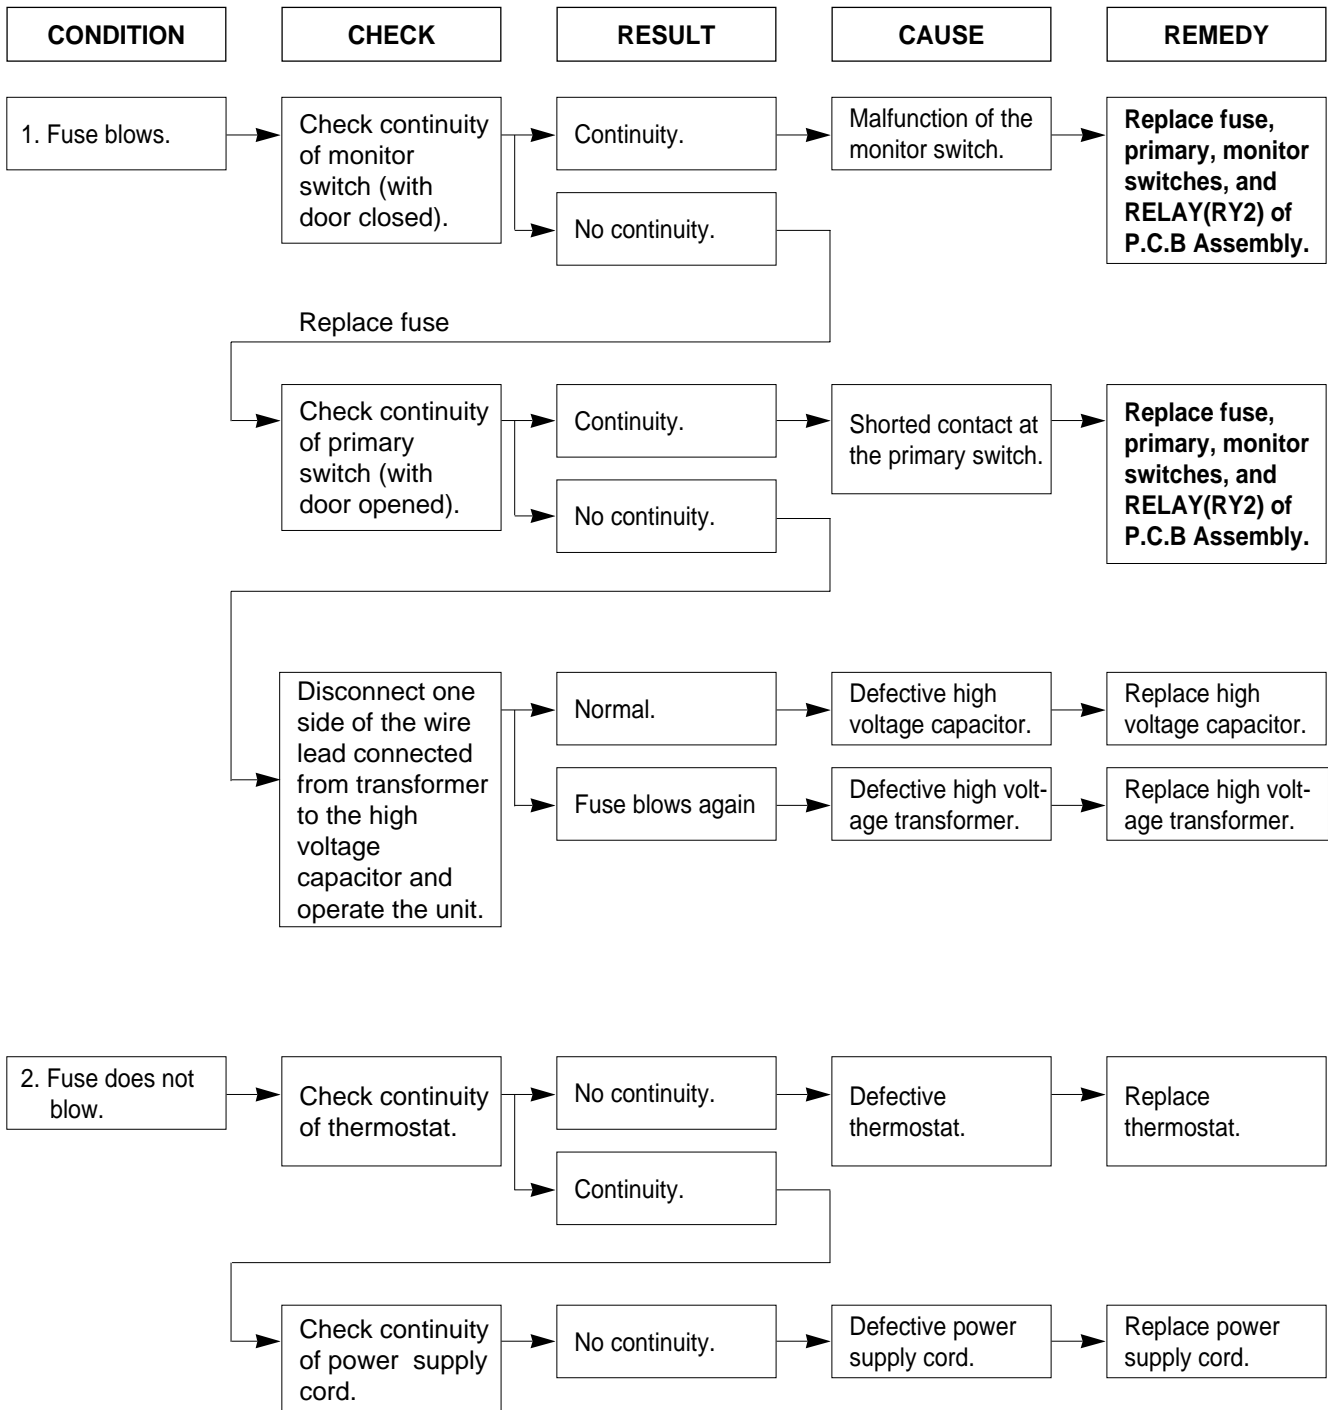 CONDITION
CHECK
RESULT
CAUSE
REMEDY
1. Fuse blows.
Check continuity
of monitor
switch (with
door closed).
Continuity.
Malfunction of the
monitor switch.
Replace fuse,
primary, monitor
switches, and
RELAY(RY2) of
P.C.B Assembly.
No continuity.
Replace fuse
Check continuity
of primary
switch (with
door opened).
Continuity.
Shorted contact at
the primary switch.
Replace fuse,
primary, monitor
switches, and
RELAY(RY2) of
P.C.B Assembly.
No continuity.
Disconnect one
side of the wire
lead connected
from transformer
to the high
voltage
capacitor and
operate the unit.
Normal.
Defective high
voltage capacitor.
Replace high
voltage capacitor.
Fuse blows again
Defective high volt-
age transformer.
Replace high volt-
age transformer.
2. Fuse does not
blow.
Check continuity
of thermostat.
No continuity.
Defective
thermostat.
Replace
thermostat.
Continuity.
Check continuity
of power  supply
cord.
No continuity.
Defective power
supply cord.
Replace power
supply cord.